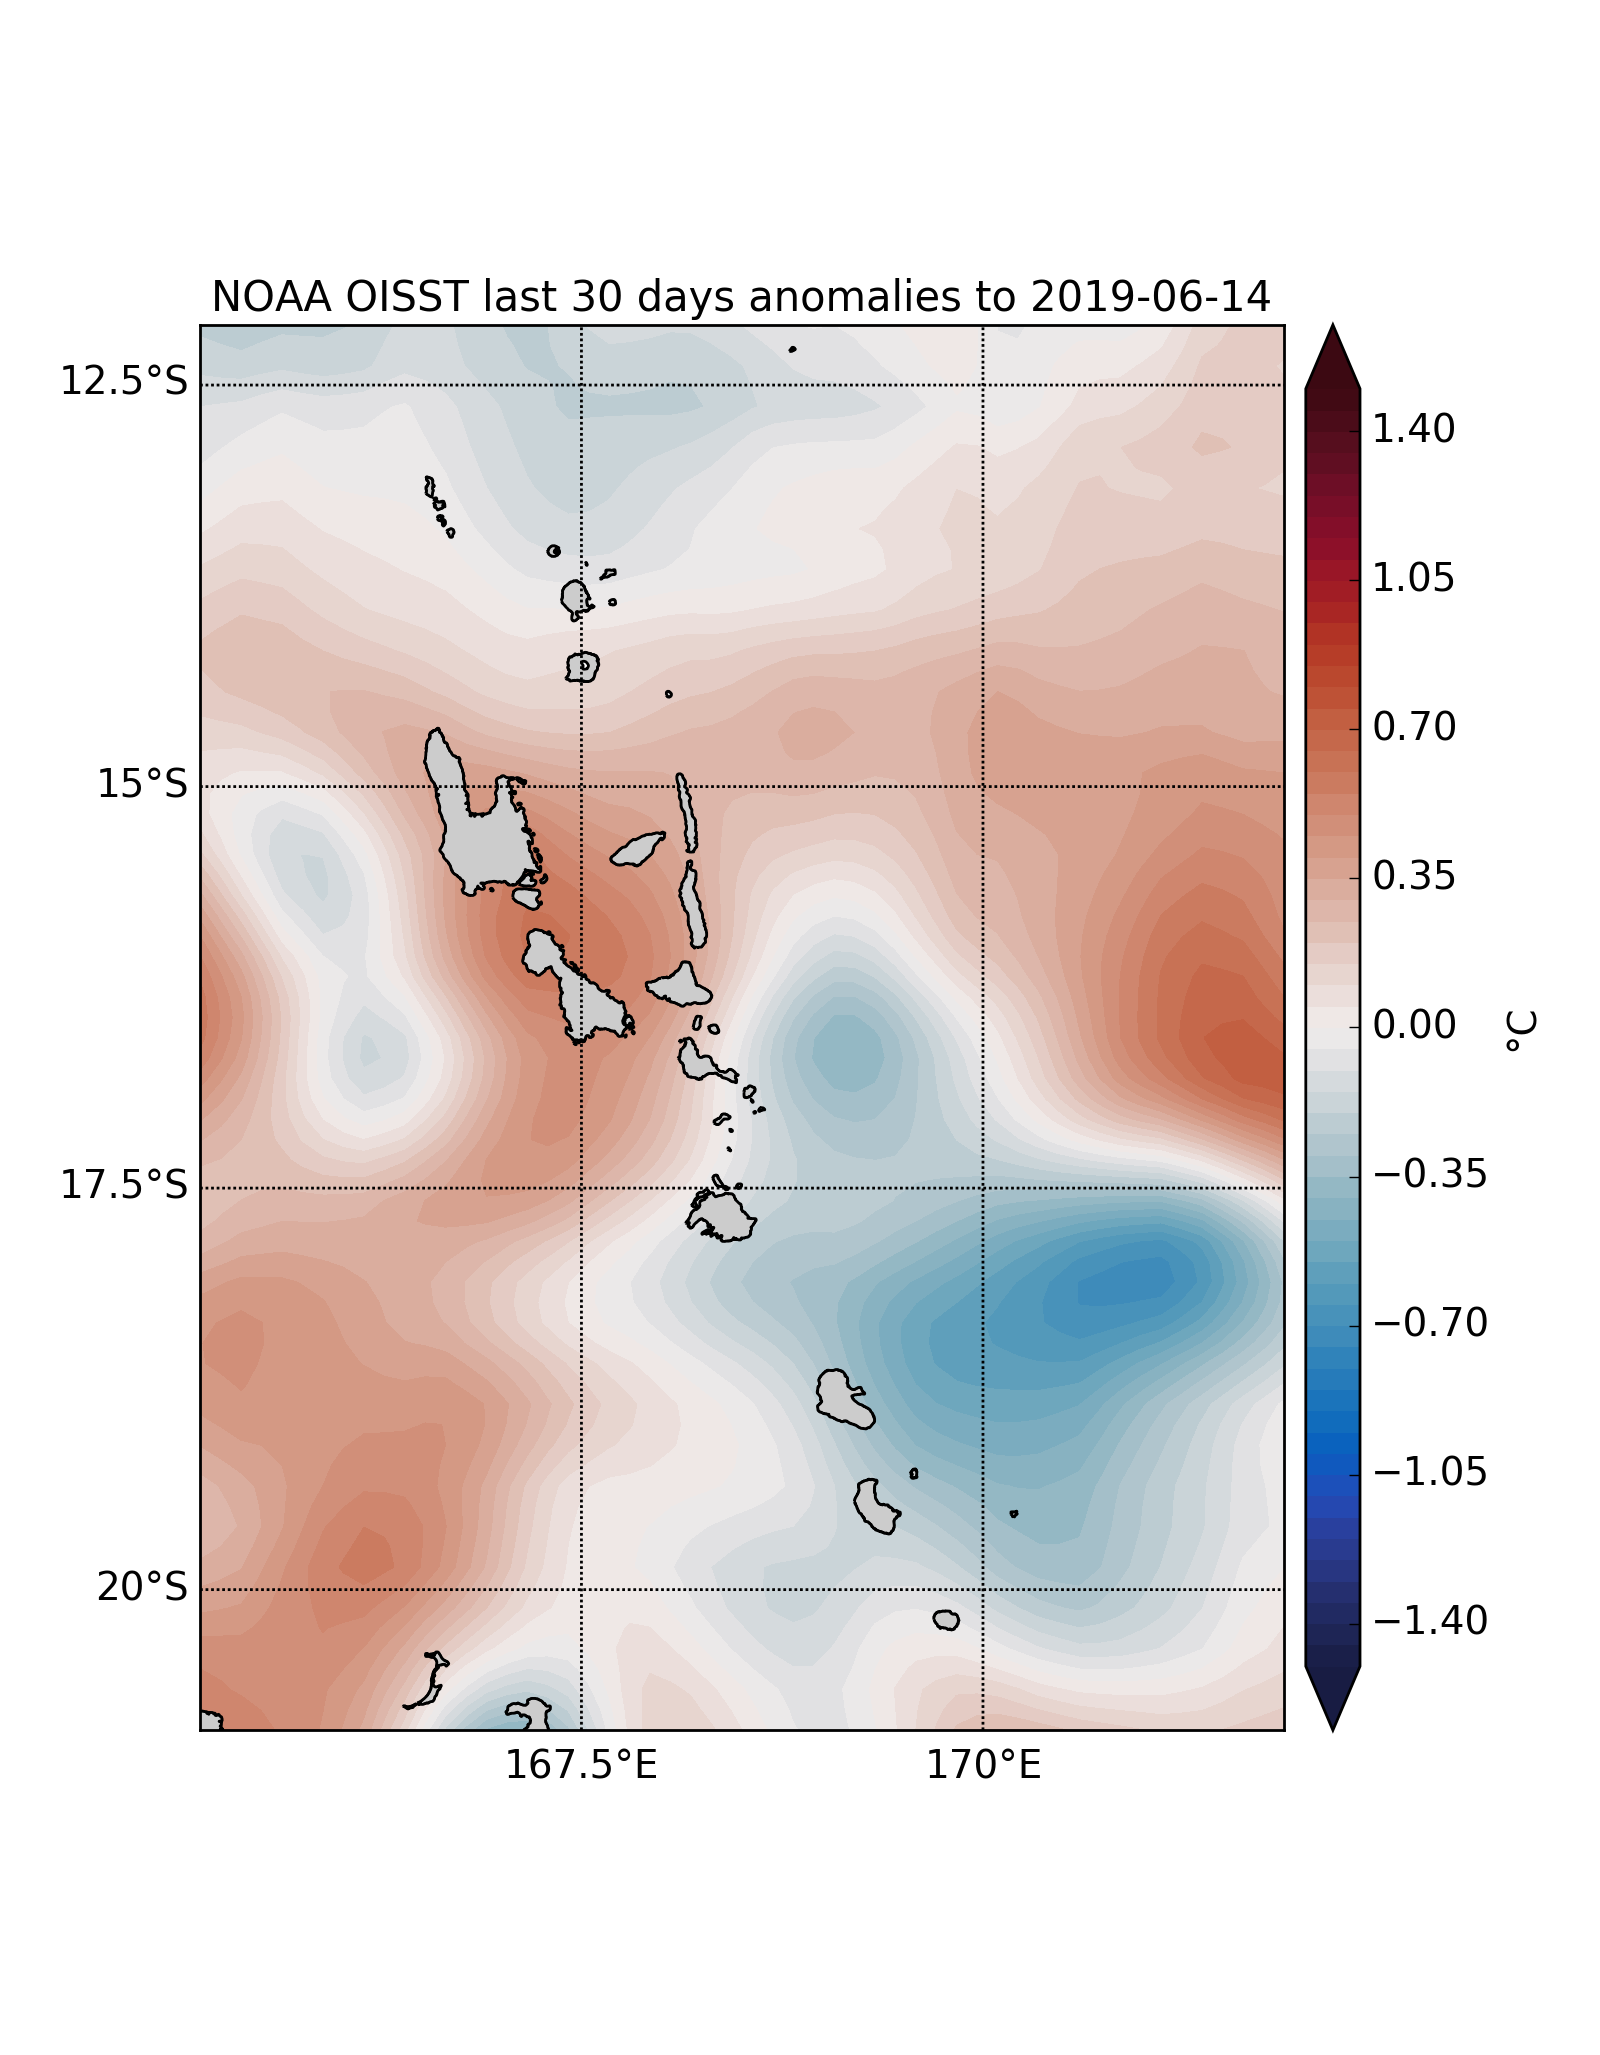 NOAA OISST last 30 days anomalies to 2019-06-14
12.5°S
15°S
17.5°S
20°S
167.5°E
170°E
1.40
1.05
0.70
0.35
0.00
−0.35
−0.70
−1.05
−1.40
°C